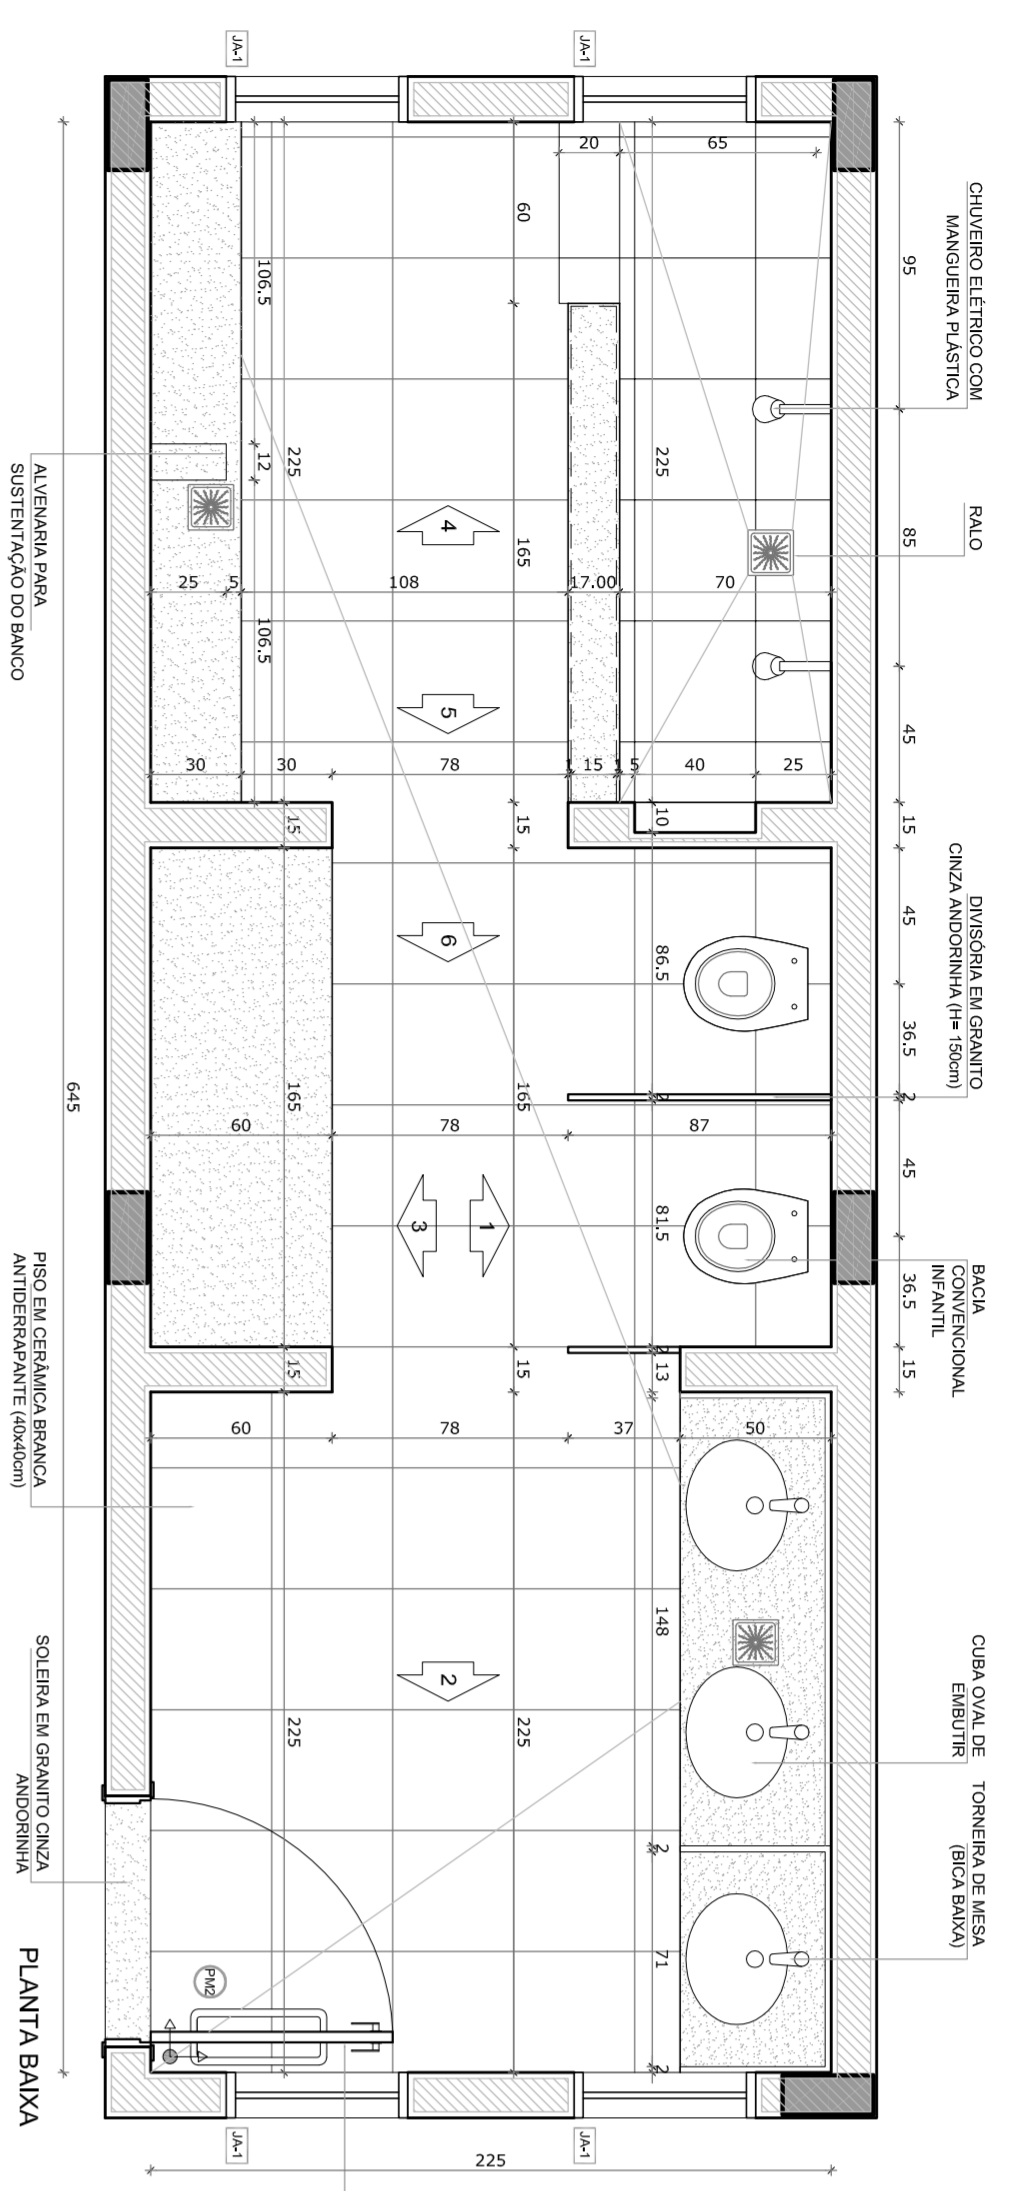 JA-1
JA-1
CHUVEIRO ELÉTRICO COM
MANGUEIRA PLÁSTICA
RALO
DIVISÓRIA EM GRANITO
CINZA ANDORINHA (H= 150cm)
BACIA
CONVENCIONAL
INFANTIL
CUBA OVAL DE
EMBUTIR
TORNEIRA DE MESA
(BICA BAIXA)
95
85
45
15
45
36.5
2
45
36.5
15
20
65
60
106.5
12
225
225
4
165
25
5
108
17.00
70
106.5
5
30
30
78
1
15
1
5
40
25
15
15
10
6
86.5
165
165
2
60
78
87
3
1
81.5
15
15
2
13
60
78
37
50
148
2
225
225
2
71
2
PM2
645
225
ALVENARIA PARA
SUSTENTAÇÃO DO BANCO
PISO EM CERÂMICA BRANCA
ANTIDERRAPANTE (40x40cm)
SOLEIRA EM GRANITO CINZA
ANDORINHA
PLANTA BAIXA
JA-1
JA-1